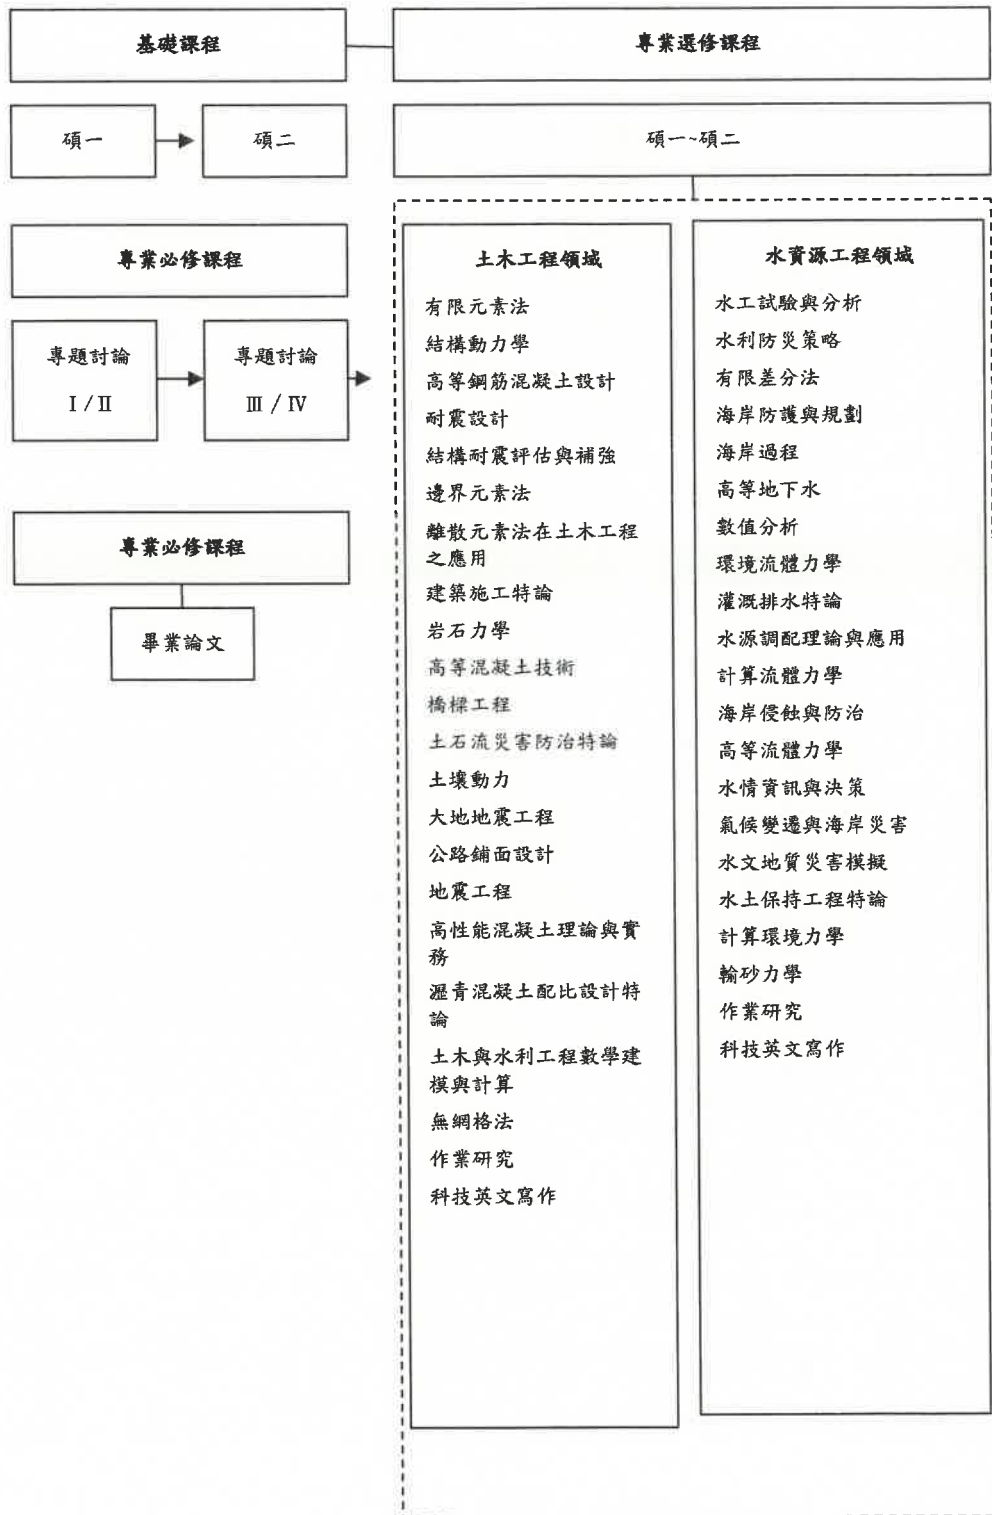 基礎課程
專業選修課程
碩一
碩二
碩一~碩二
專業必修課程
專題討論
I/II
專題討論
III/IV
專業必修課程
畢業論文
土木工程領域
有限元素法
結構動力學
高等鋼筋混凝土設計
耐震設計
結構耐震評估與補強
邊界元素法
離散元素法在土木工程
之應用
建築施工特論
岩石力學
高等混凝土技術
橋樑工程
土石流災害防治特論
土壤動力
大地地震工程
公路鋪面設計
地震工程
高性能混凝土理論與實
務
瀝青混凝土配比設計特
論
土木與水利工程數學建
模與計算
無網格法
作業研究
科技英文寫作
水資源工程領域
水工試驗與分析
水利防災策略
有限差分法
海岸防護與規劃
海岸過程
高等地下水
數值分析
環境流體力學
灌溉排水特論
水源調配理論與應用
計算流體力學
海岸侵蝕與防治
高等流體力學
水情資訊與決策
氣候變遷與海岸災害
水文地質災害模擬
水土保持工程特論
計算環境力學
輸砂力學
作業研究
科技英文寫作